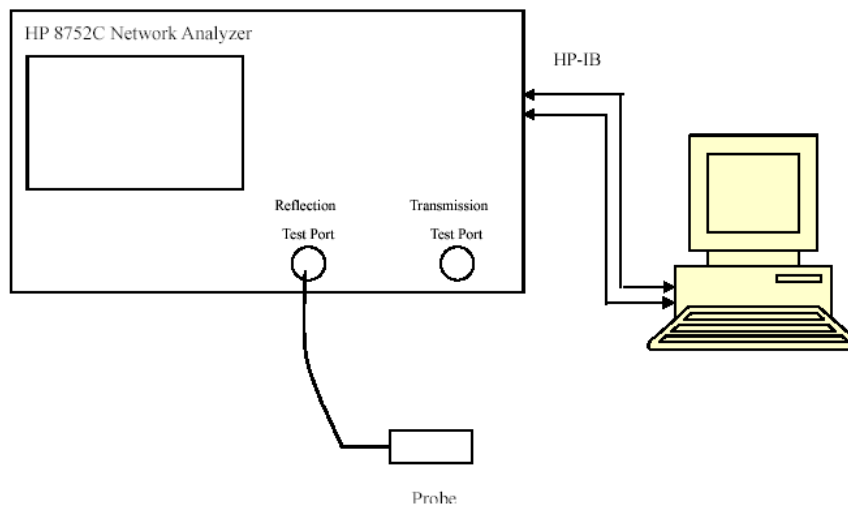 HP 8752C Network Analyzer
HP-IB
Reflection
Test Port
Transmission
Test Port
Probe